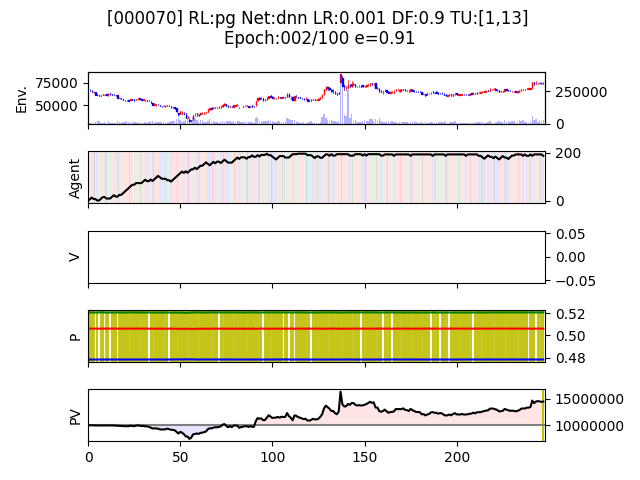 [000070] RL:pg Net:dnn LR:0.001 DF:0.9 TU:[1,13]
Epoch:002/100 e=0.91
Env.
75000
50000
250000
0
Agent
200
0
V
0.05
0.00
−0.05
P
0.52
0.50
0.48
PV
15000000
10000000
0
50
100
150
200